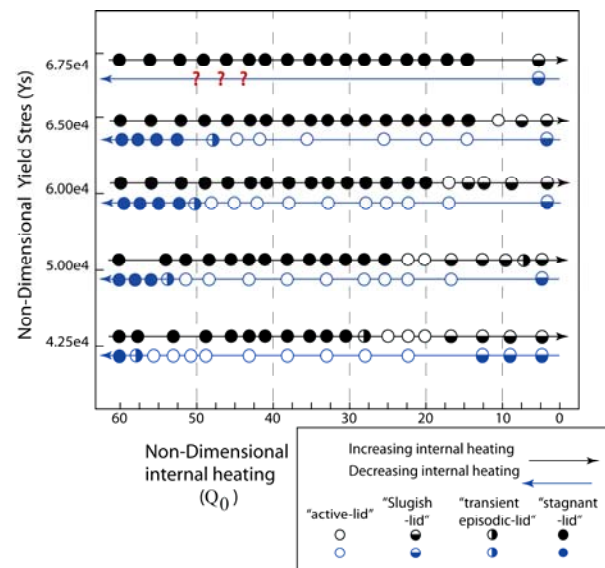 Non-Dimensional Yield Stres (Ys)
6.75e4
? ? ?
6.50e4
6.00e4
5.00e4
4.25e4
60 50 40 30 20 10 0
Non-Dimensional
internal heating
(Q0)
Increasing internal heating
Decreasing internal heating
"active-lid"
"Slugish
-lid"
"transient
episodic-lid"
"stagnant
-lid"